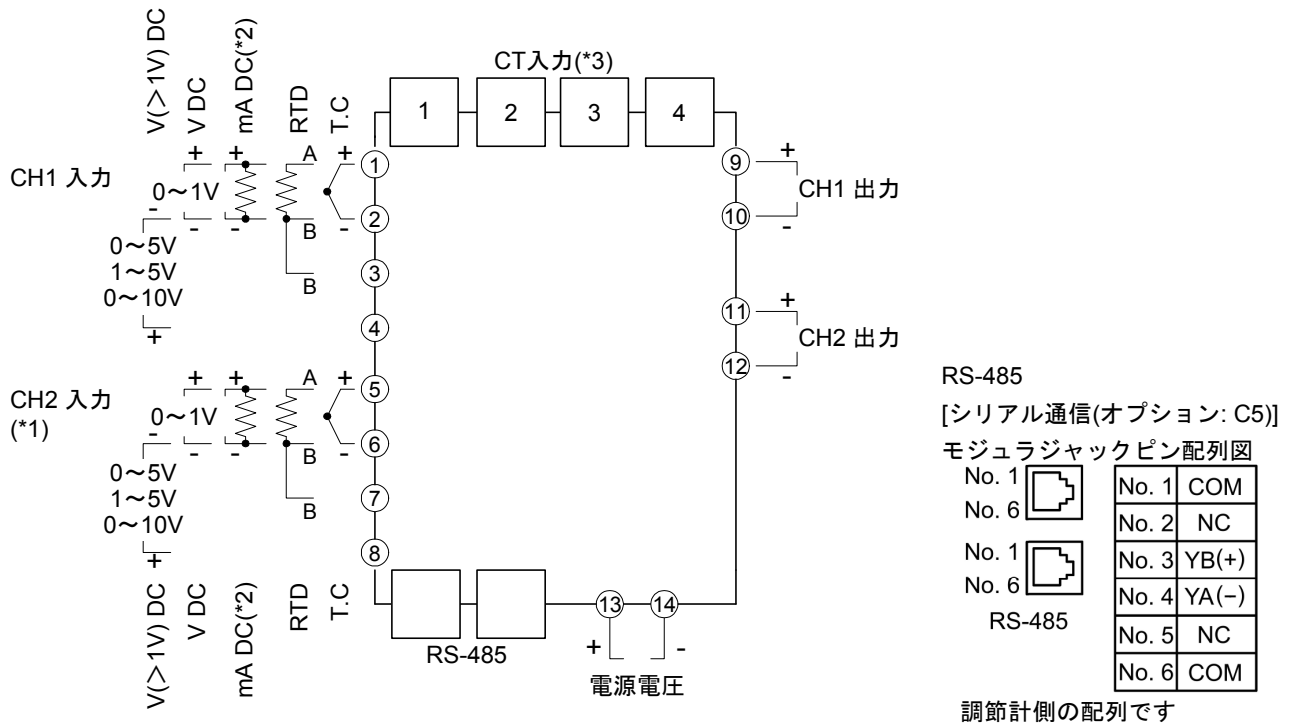 V(＞1V) DC
V DC
mA DC(*2)
RTD
T.C
CT入力(*3)
1
2
3
4
CH1 入力
+
+
A
+
①
0～1V
-
-
-
B
-
②
0～5V
1～5V
0～10V
+
B
③
④
CH2 入力
(*1)
+
+
A
+
⑤
0～1V
-
-
-
B
-
⑥
0～5V
1～5V
0～10V
+
B
⑦
⑧
V(＞1V) DC
V DC
mA DC(*2)
RTD
T.C
⑨
+
CH1 出力
⑩
-
⑪
+
CH2 出力
⑫
-
RS-485
⑬
⑭
+
-
電源電圧
RS-485
[シリアル通信(オプション: C5)]
モジュラジャックピン配列図
No. 1
No. 6
No. 1
No. 6
RS-485
No. 1 COM
No. 2 NC
No. 3 YB(+)
No. 4 YA(−)
No. 5 NC
No. 6 COM
調節計側の配列です